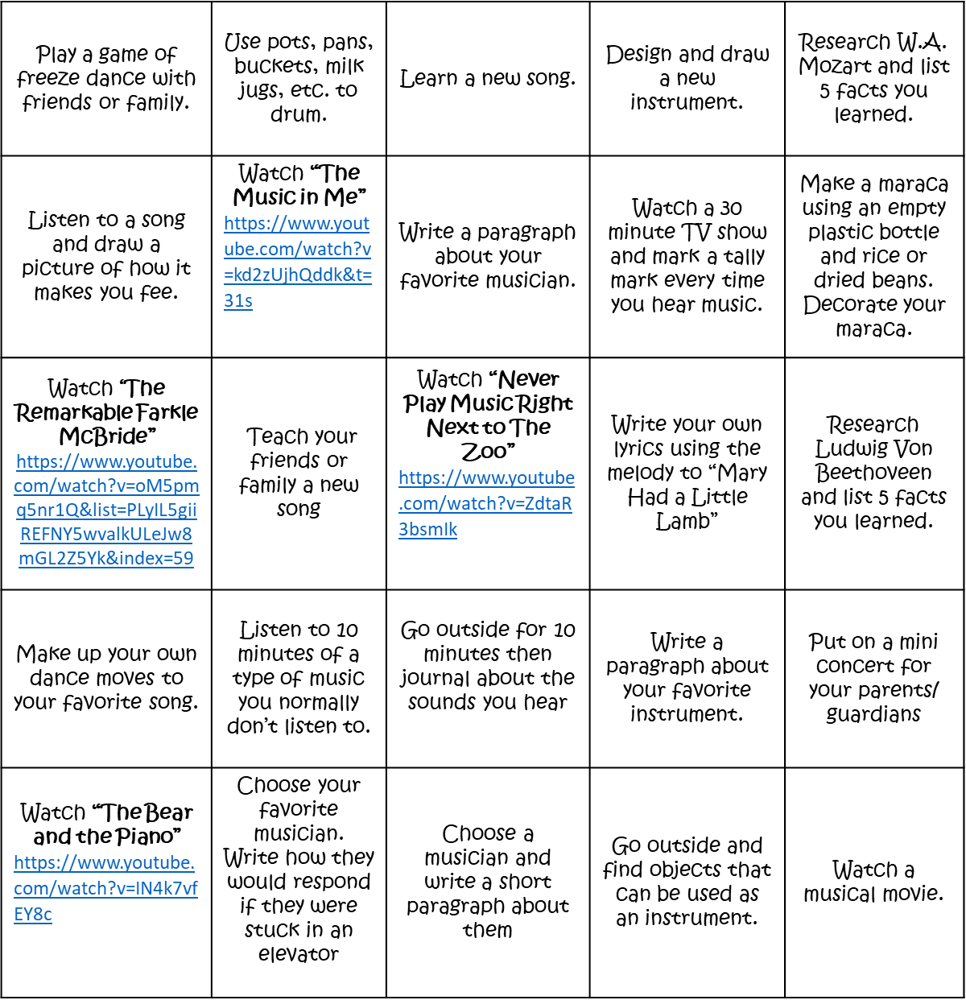 Play a game of
freeze dance with
friends or family.
Use pots, pans,
buckets, milk
jugs, etc. to
drum.
Learn a new song.
Design and draw
a new
instrument.
Research W.A.
Mozart and list
5 facts you
learned.
Listen to a song
and draw a
picture of how it
makes you fee.
Watch “The
Music in Me”
https://www.yout
ube.com/watch?v
=kd2zUjhQddk&t=
31s
Write a paragraph
about your
favorite musician.
Watch a 30
minute TV show
and mark a tally
mark every time
you hear music.
Make a maraca
using an empty
plastic bottle
and rice or
dried beans.
Decorate your
maraca.
Watch “The
Remarkable Farkle
McBride”
https://www.youtube.
com/watch?v=oM5pm
q5nr1Q&list=PLyIL5gii
REFNY5wvalkULeJw8
mGL2Z5Yk&index=59
Teach your
friends or
family a new
song
Watch “Never
Play Music Right
Next to The
Zoo”
https://www.youtube
.com/watch?v=ZdtaR
3bsmIk
Write your own
lyrics using the
melody to “Mary
Had a Little
Lamb”
Research
Ludwig Von
Beethoveen
and list 5 facts
you learned.
Make up your own
dance moves to
your favorite song.
Listen to 10
minutes of a
type of music
you normally
don’t listen to.
Go outside for 10
minutes then
journal about the
sounds you hear
Write a
paragraph about
your favorite
instrument.
Put on a mini
concert for
your parents/
guardians
Watch “The Bear
and the Piano”
https://www.youtube.
com/watch?v=IN4k7vf
EY8c
Choose your
favorite
musician.
Write how they
would respond
if they were
stuck in an
elevator
Choose a
musician and
write a short
paragraph about
them
Go outside and
find objects that
can be used as
an instrument.
Watch a
musical movie.